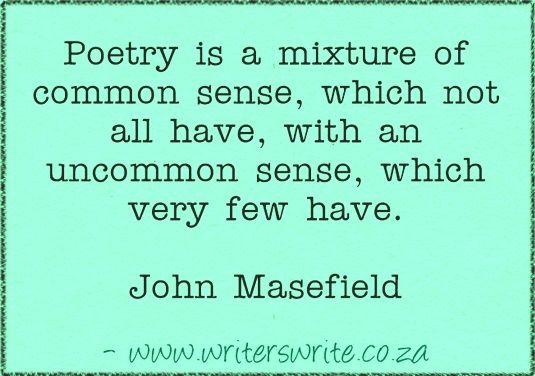 Poetry is a mixture of
common sense, which not
all have, with an
uncommon sense, which
very few have.
John Masefield
- www.writerswrite.co.za